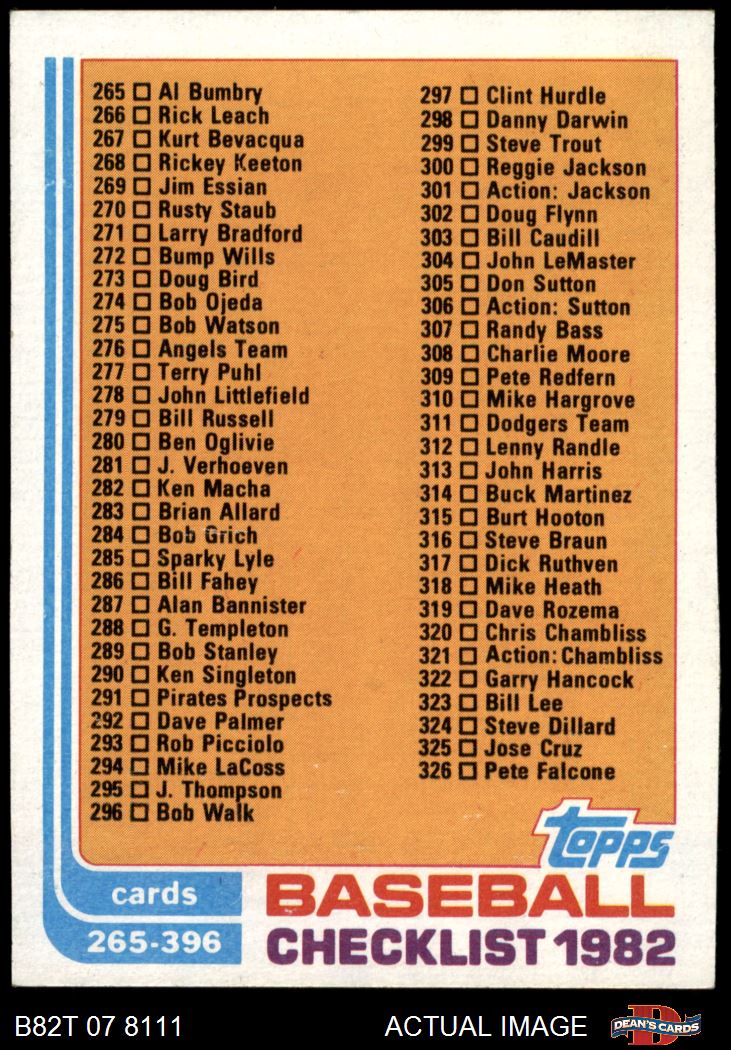 265 Al Bumbry
266 Rick Leach
267 Kurt Bevacqua
268 Rickey Keeton
269 Jim Essian
270 Rusty Staub
271 Larry Bradford
272 Bump Wills
273 Doug Bird
274 Bob Ojeda
275 Bob Watson
276 Angels Team
277 Terry Puhl
278 John Littlefield
279 Bill Russell
280 Ben Oglivie
281 J. Verhoeven
282 Ken Macha
283 Brian Allard
284 Bob Grich
285 Sparky Lyle
286 Bill Fahey
287 Alan Bannister
288 G. Templeton
289 Bob Stanley
290 Ken Singleton
291 Pirates Prospects
292 Dave Palmer
293 Rob Picciolo
294 Mike LaCoss
295 J. Thompson
296 Bob Walk
297 Clint Hurdle
298 Danny Darwin
299 Steve Trout
300 Reggie Jackson
301 Action: Jackson
302 Doug Flynn
303 Bill Caudill
304 John LeMaster
305 Don Sutton
306 Action: Sutton
307 Randy Bass
308 Charlie Moore
309 Pete Redfern
310 Mike Hargrove
311 Dodgers Team
312 Lenny Randle
313 John Harris
314 Buck Martinez
315 Burt Hooton
316 Steve Braun
317 Dick Ruthven
318 Mike Heath
319 Dave Rozema
320 Chris Chambliss
321 Action: Chambliss
322 Garry Hancock
323 Bill Lee
324 Steve Dillard
325 Jose Cruz
326 Pete Falcone
topps
cards
265-396
BASEBALL
CHECKLIST 1982
B82T 07 8111
ACTUAL IMAGE
D
DEAN'S CARDS